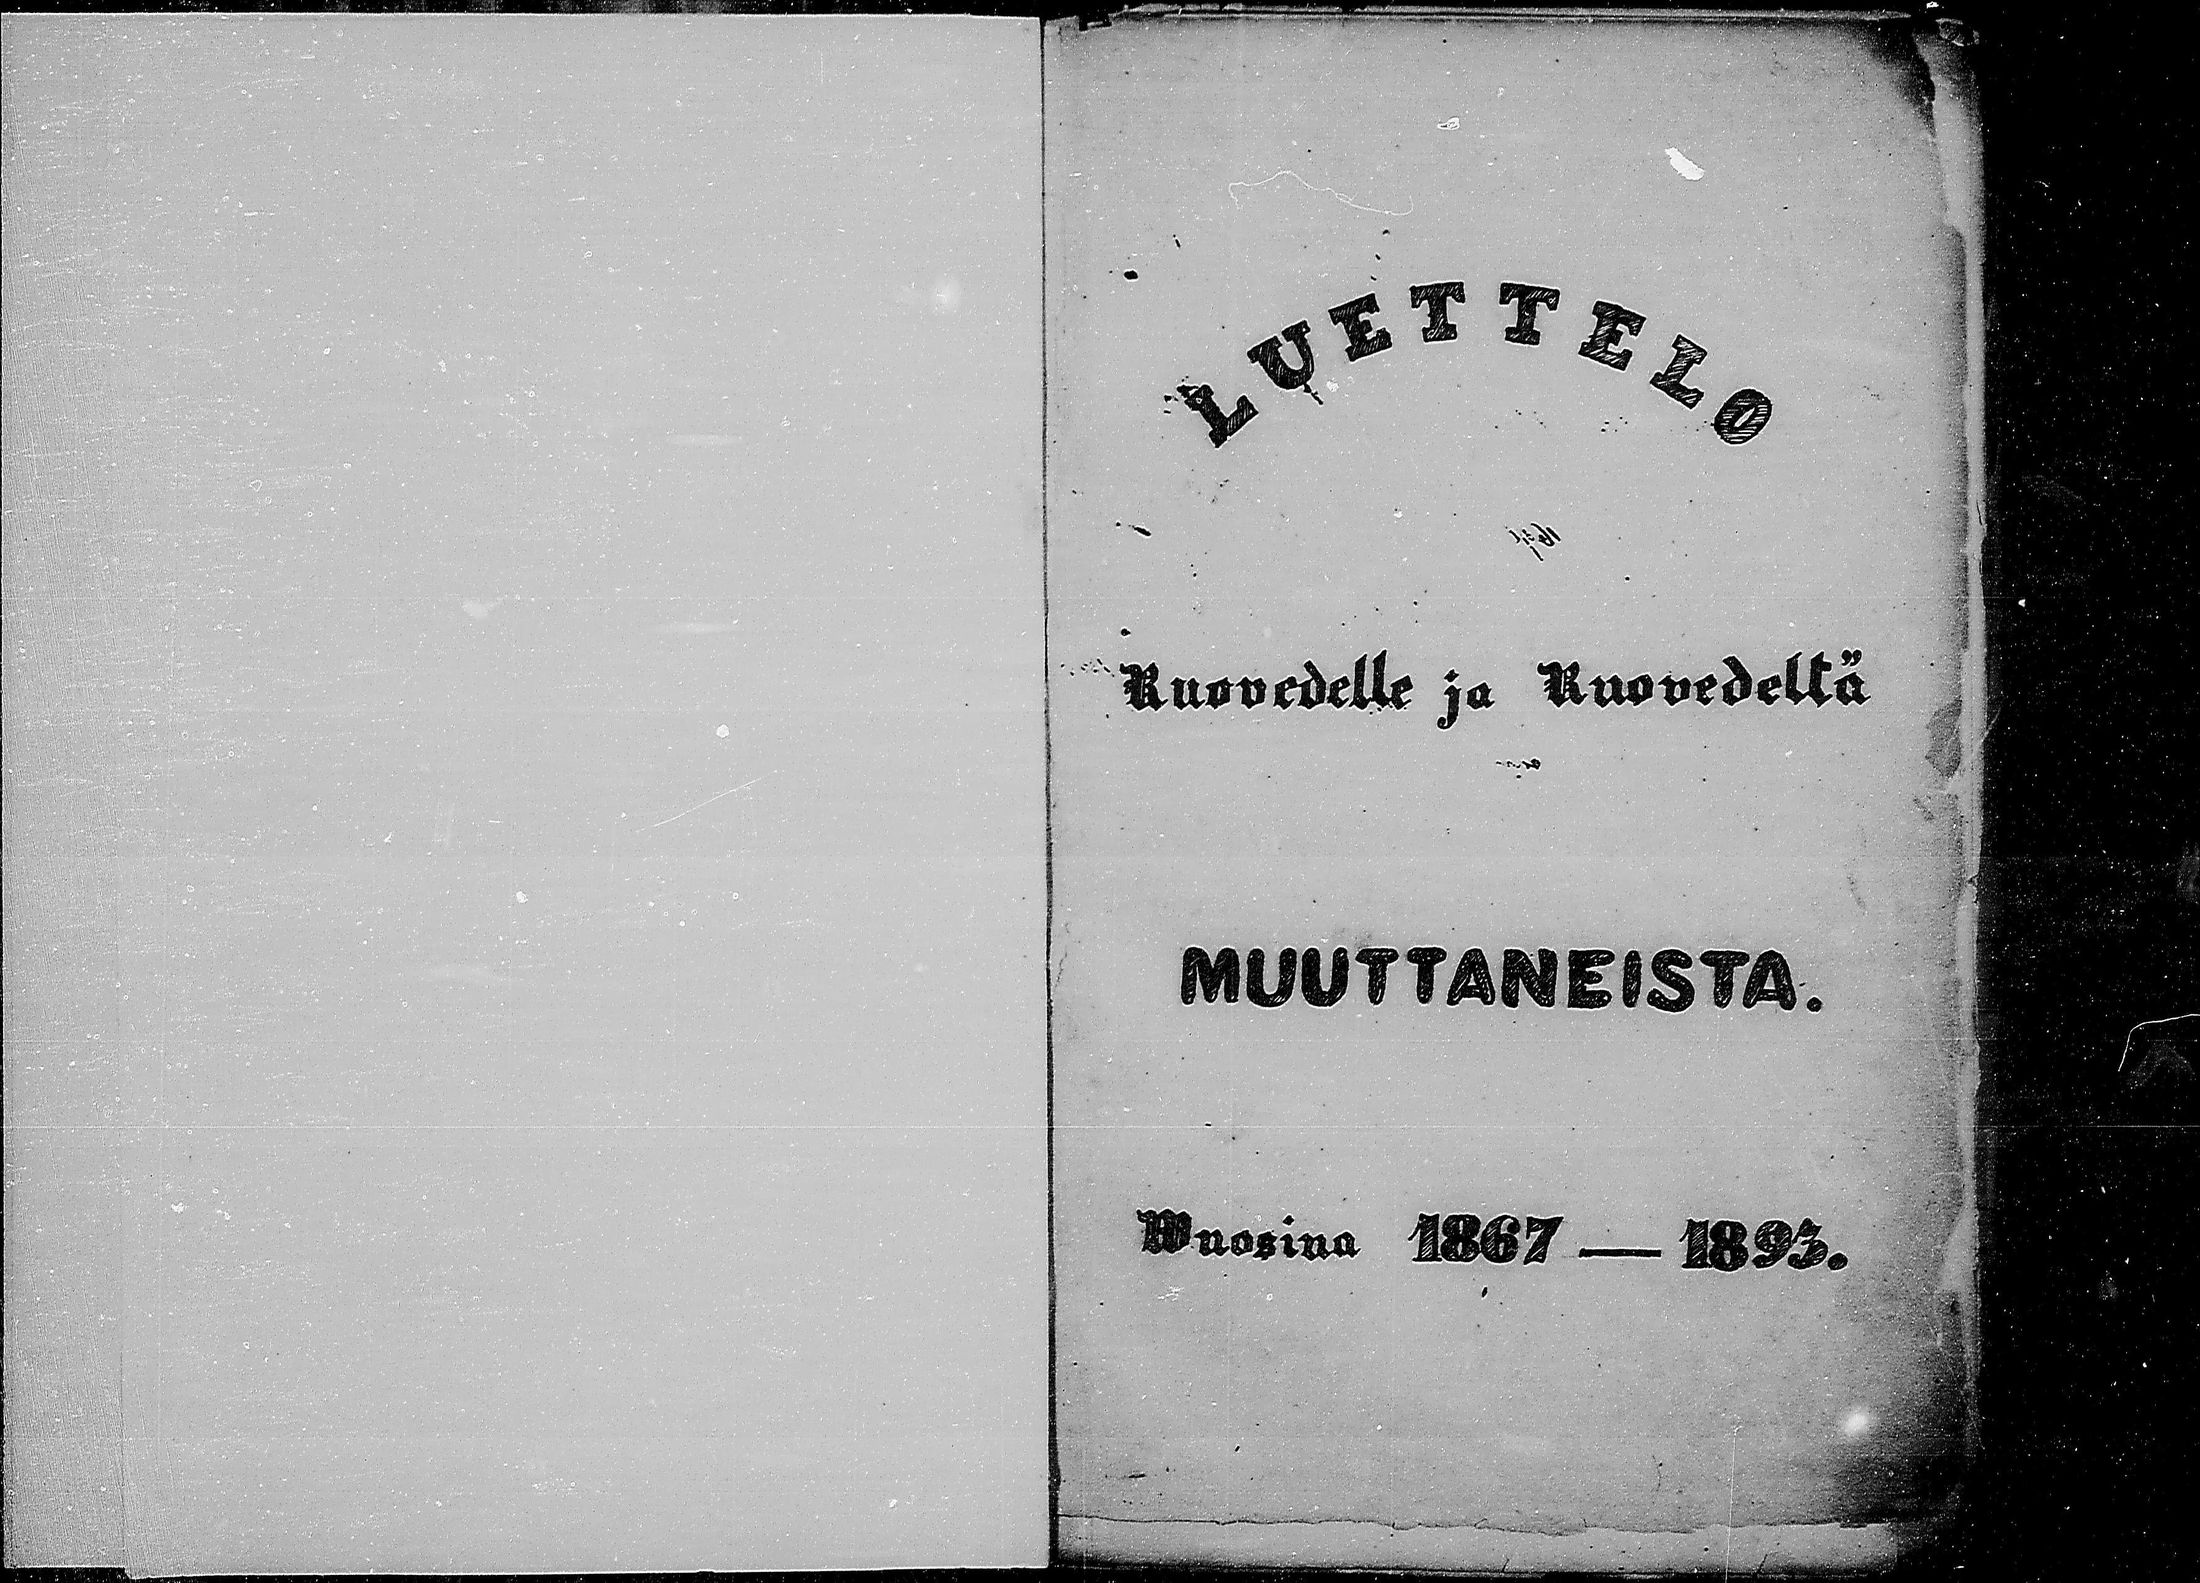 LUETTELO
Ruovedelle ja Ruovedeltä
MUUTTANEISTA.
Wuosina 1867 — 1893.